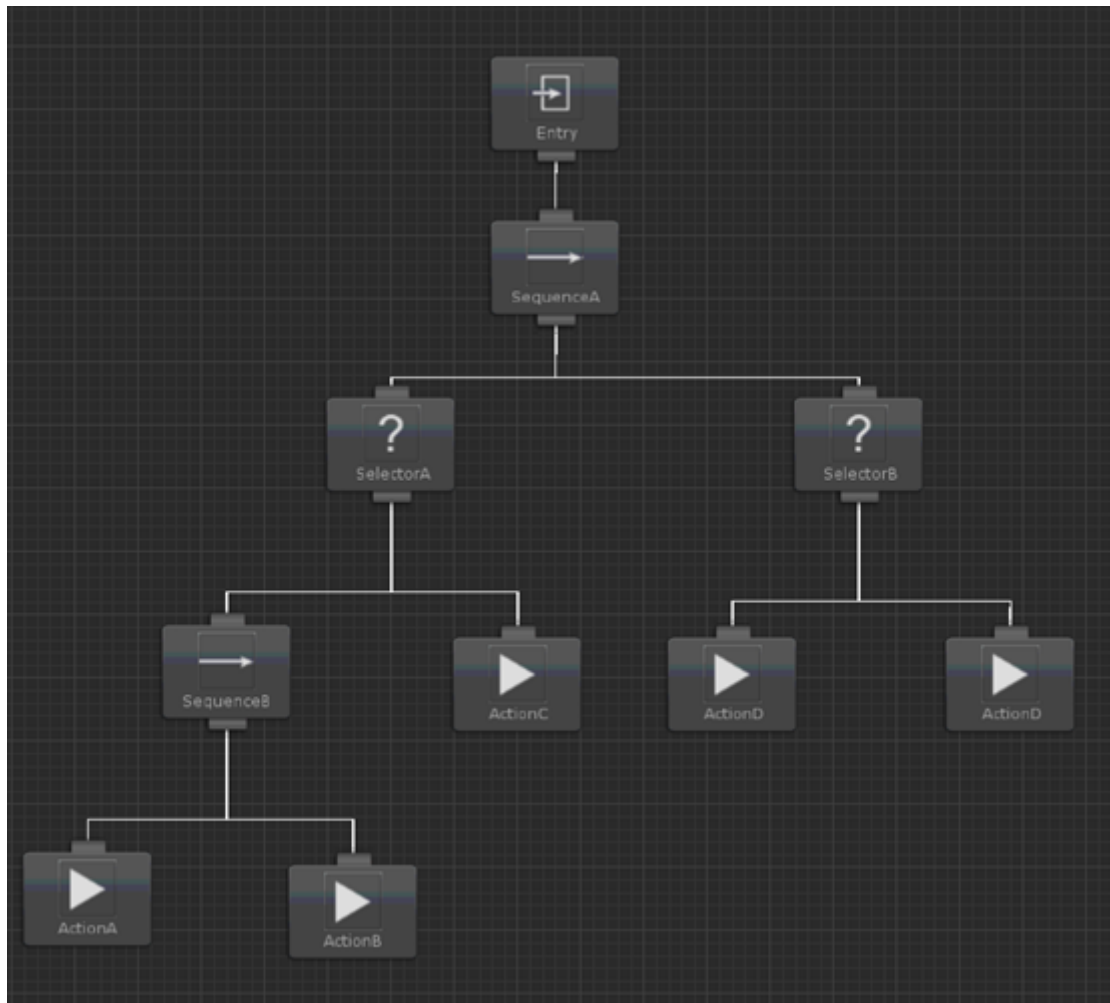 Entry
SequenceA
?
SelectorA
?
SelectorB
SequenceB
ActionC
ActionD
ActionD
ActionA
ActionB